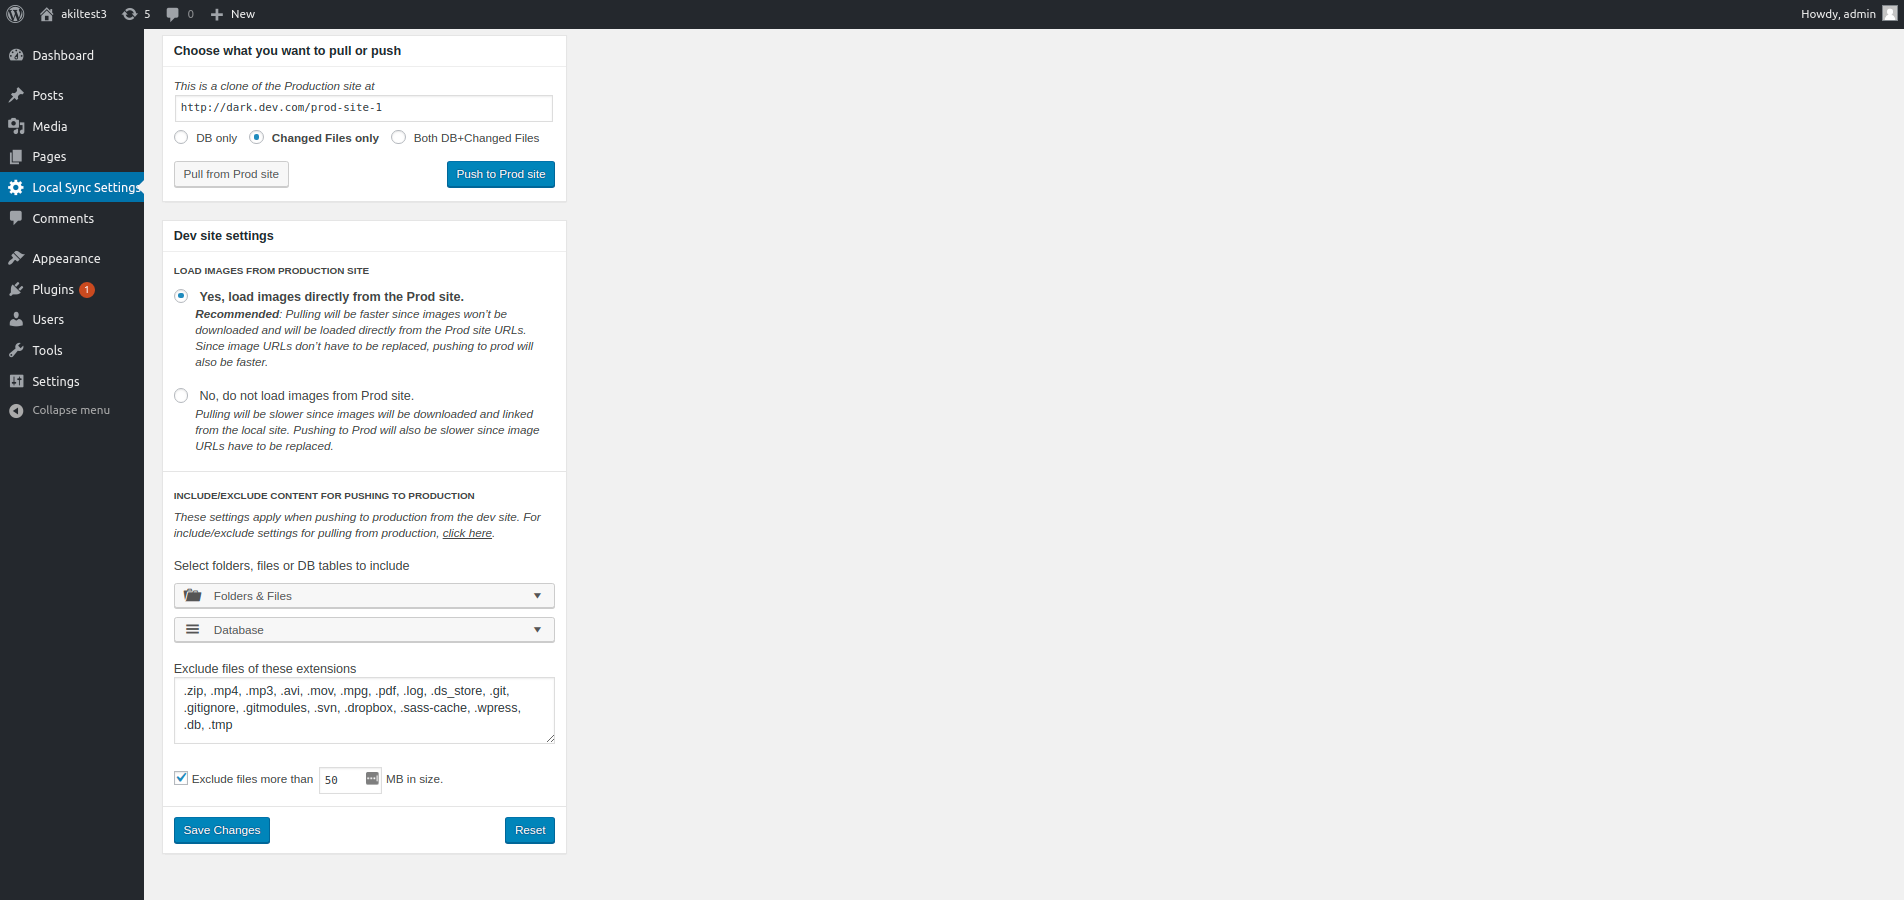 akiltest3 5 0 New Howdy, admin
Dashboard
Posts
Media
Pages
Local Sync Settings
Comments
Appearance
Plugins 1
Users
Tools
Settings
Collapse menu
Choose what you want to pull or push
This is a clone of the Production site at
http://dark.dev.com/prod-site-1
DB only Changed Files only Both DB+Changed Files
Pull from Prod site Push to Prod site
Dev site settings
LOAD IMAGES FROM PRODUCTION SITE
Yes, load images directly from the Prod site.
Recommended: Pulling will be faster since images won’t be
downloaded and will be loaded directly from the Prod site URLs.
Since image URLs don’t have to be replaced, pushing to prod will
also be faster.
No, do not load images from Prod site.
Pulling will be slower since images will be downloaded and linked
from the local site. Pushing to Prod will also be slower since image
URLs have to be replaced.
INCLUDE/EXCLUDE CONTENT FOR PUSHING TO PRODUCTION
These settings apply when pushing to production from the dev site. For
include/exclude settings for pulling from production, click here.
Select folders, files or DB tables to include
Folders & Files
Database
Exclude files of these extensions
.zip, .mp4, .mp3, .avi, .mov, .mpg, .pdf, .log, .ds_store, .git,
.gitignore, .gitmodules, .svn, .dropbox, .sass-cache, .wpress,
.db, .tmp
Exclude files more than 50 MB in size.
Save Changes Reset